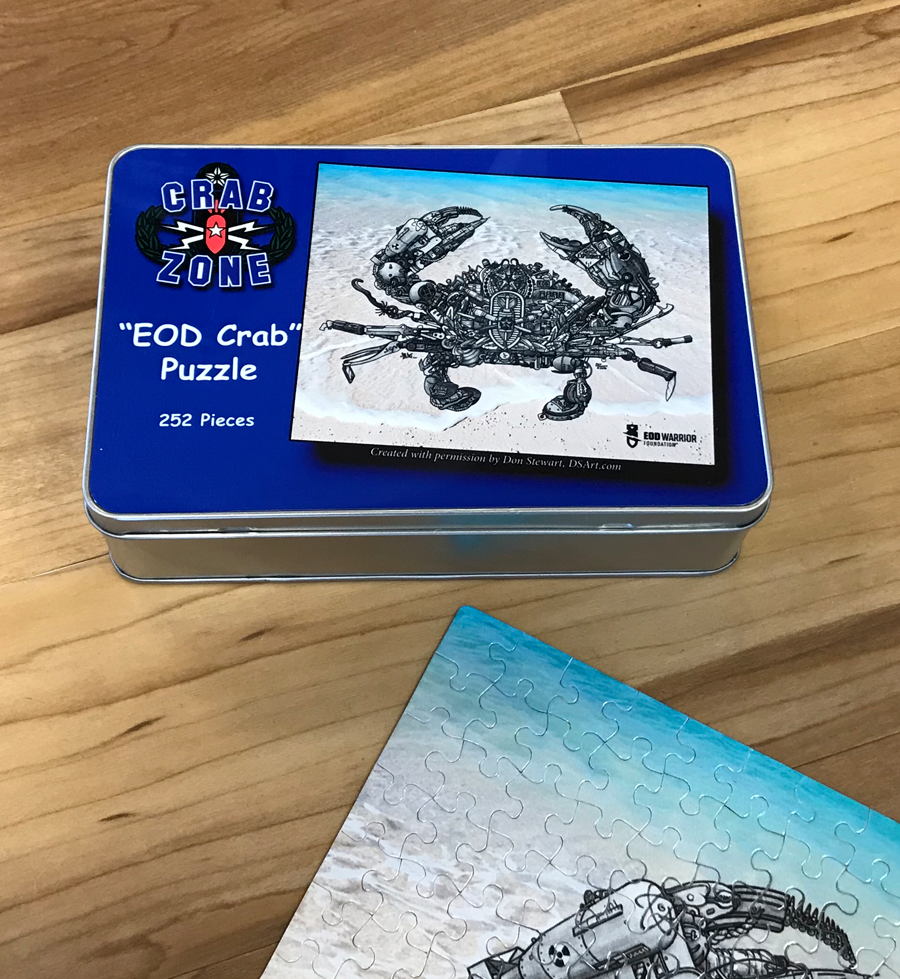 CRAB
ZONE
“EOD Crab”
Puzzle
252 Pieces
EOD WARRIOR
FOUNDATION
Created with permission by Don Stewart, DSArt.com